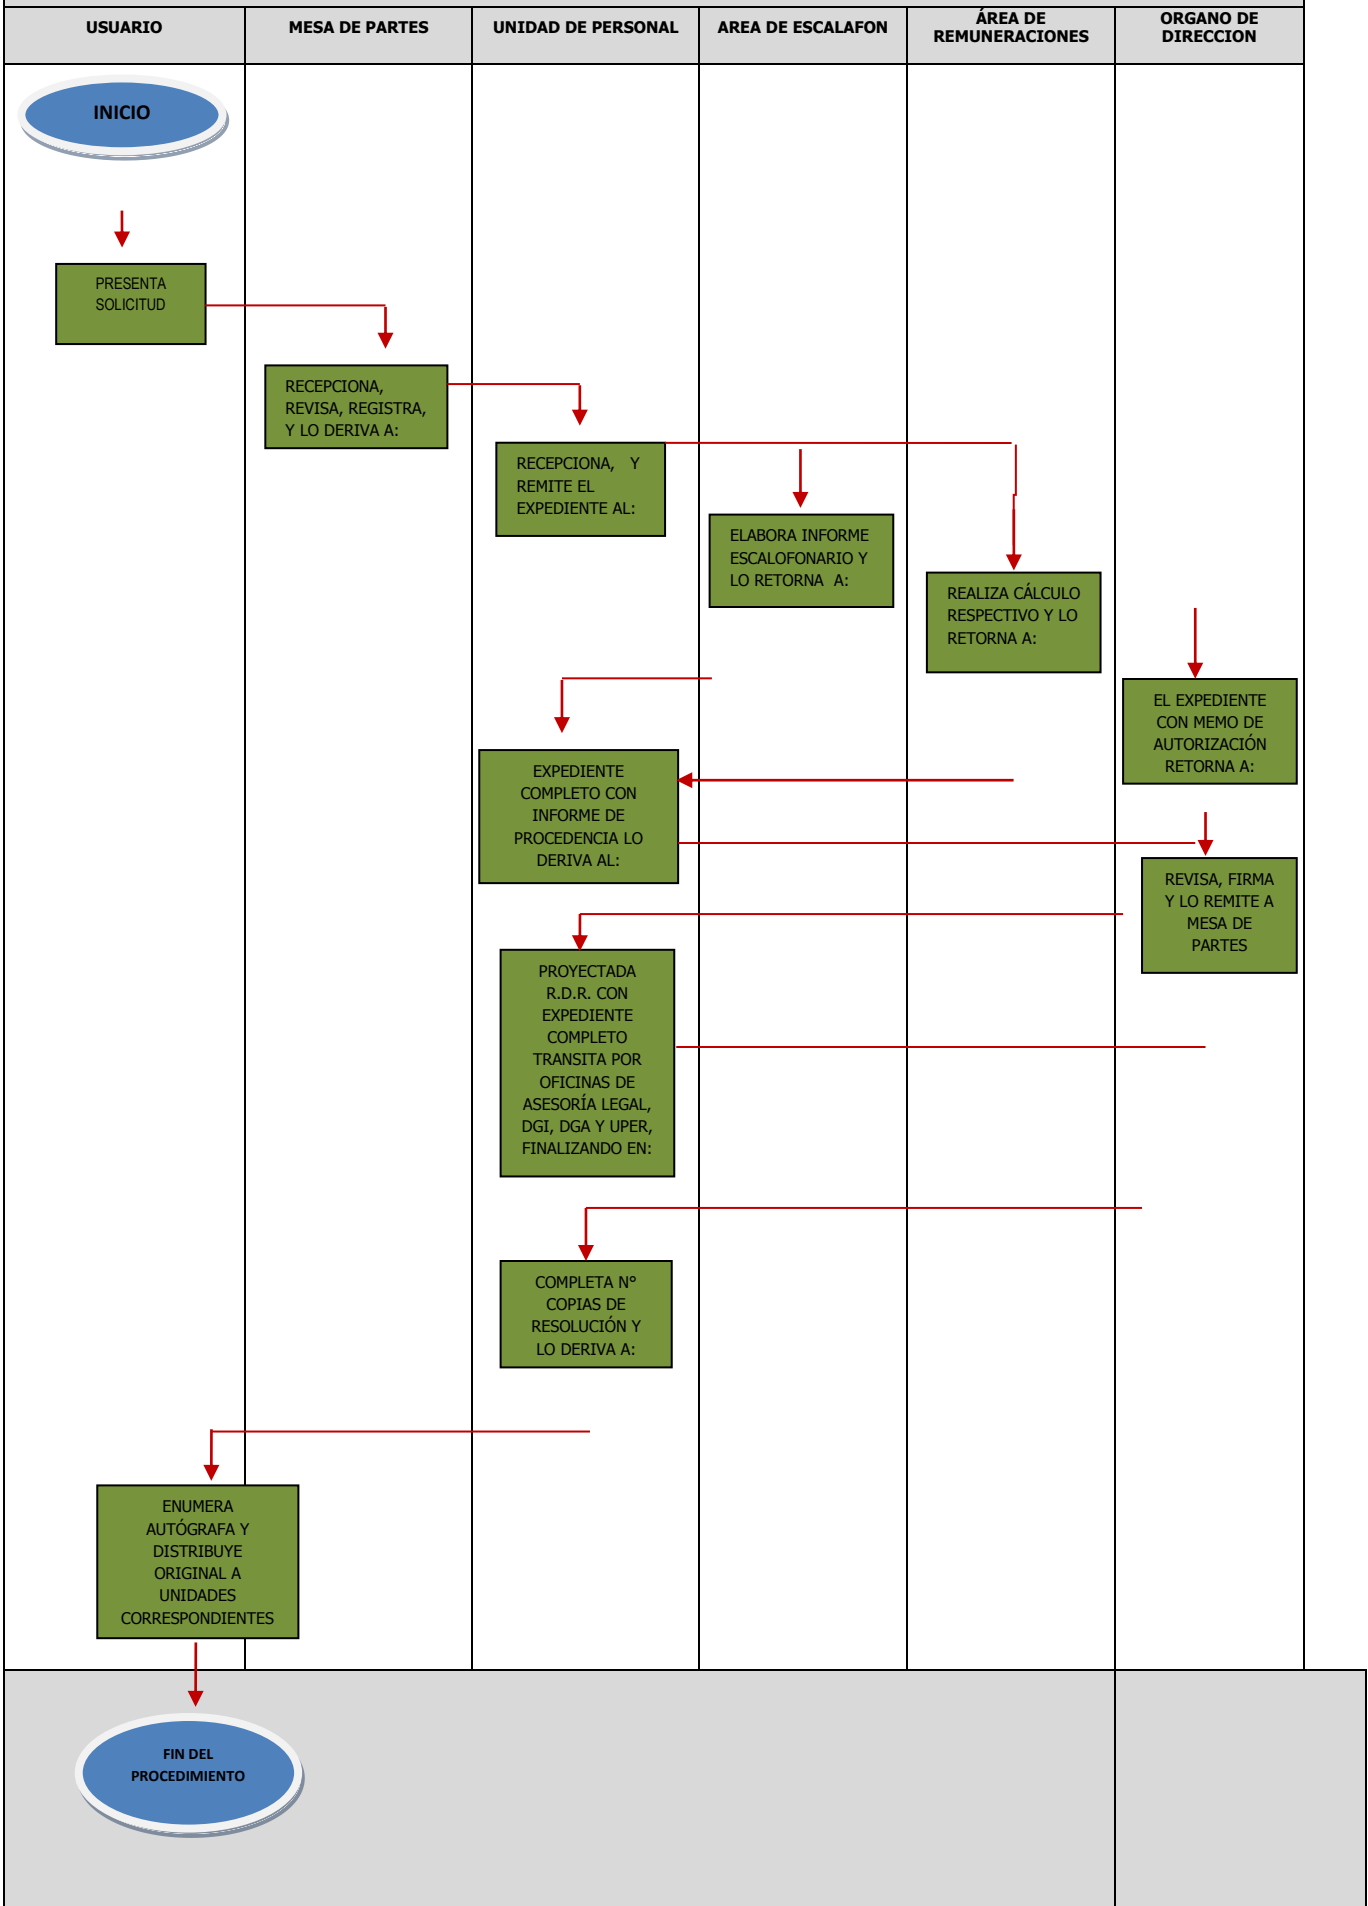 USUARIO
MESA DE PARTES
UNIDAD DE PERSONAL
AREA DE ESCALAFON
ÁREA DE
REMUNERACIONES
ORGANO DE
DIRECCION
INICIO
PRESENTA
SOLICITUD
RECEPCIONA,
REVISA, REGISTRA,
Y LO DERIVA A:
RECEPCIONA, Y
REMITE EL
EXPEDIENTE AL:
ELABORA INFORME
ESCALOFONARIO Y
LO RETORNA A:
REALIZA CÁLCULO
RESPECTIVO Y LO
RETORNA A:
EL EXPEDIENTE
CON MEMO DE
AUTORIZACIÓN
RETORNA A:
EXPEDIENTE
COMPLETO CON
INFORME DE
PROCEDENCIA LO
DERIVA AL:
REVISA, FIRMA
Y LO REMITE A
MESA DE
PARTES
PROYECTADA
R.D.R. CON
EXPEDIENTE
COMPLETO
TRANSITA POR
OFICINAS DE
ASESORÍA LEGAL,
DGI, DGA Y UPER,
FINALIZANDO EN:
COMPLETA N°
COPIAS DE
RESOLUCIÓN Y
LO DERIVA A:
ENUMERA
AUTÓGRAFA Y
DISTRIBUYE
ORIGINAL A
UNIDADES
CORRESPONDIENTES
FIN DEL
PROCEDIMIENTO